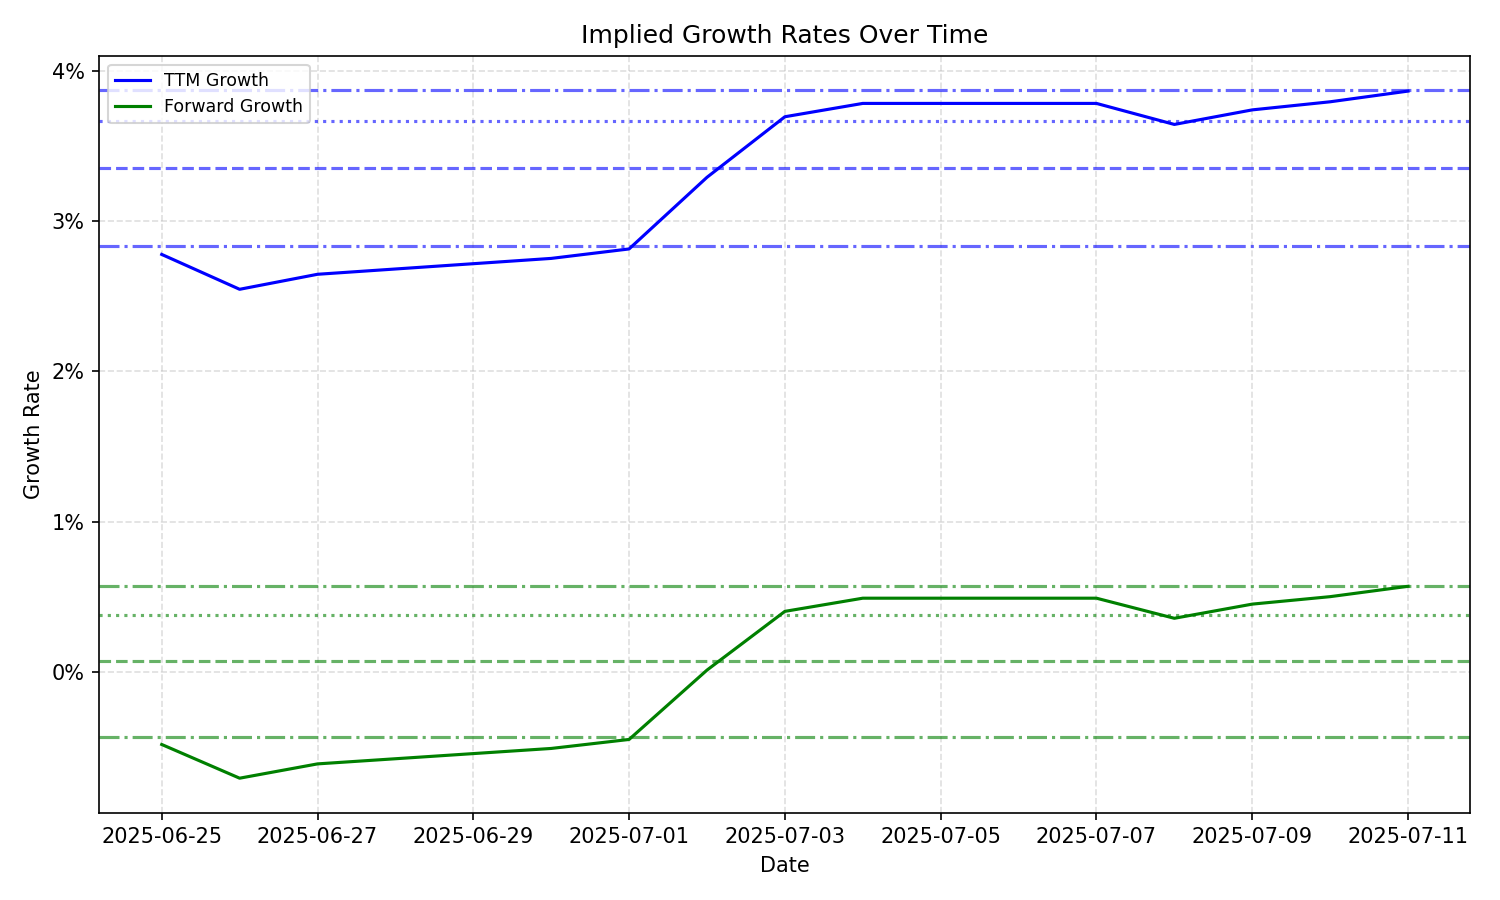 Implied Growth Rates Over Time
TTM Growth
Forward Growth
4%
3%
2%
1%
0%
Growth Rate
2025-06-25
2025-06-27
2025-06-29
2025-07-01
2025-07-03
2025-07-05
2025-07-07
2025-07-09
2025-07-11
Date